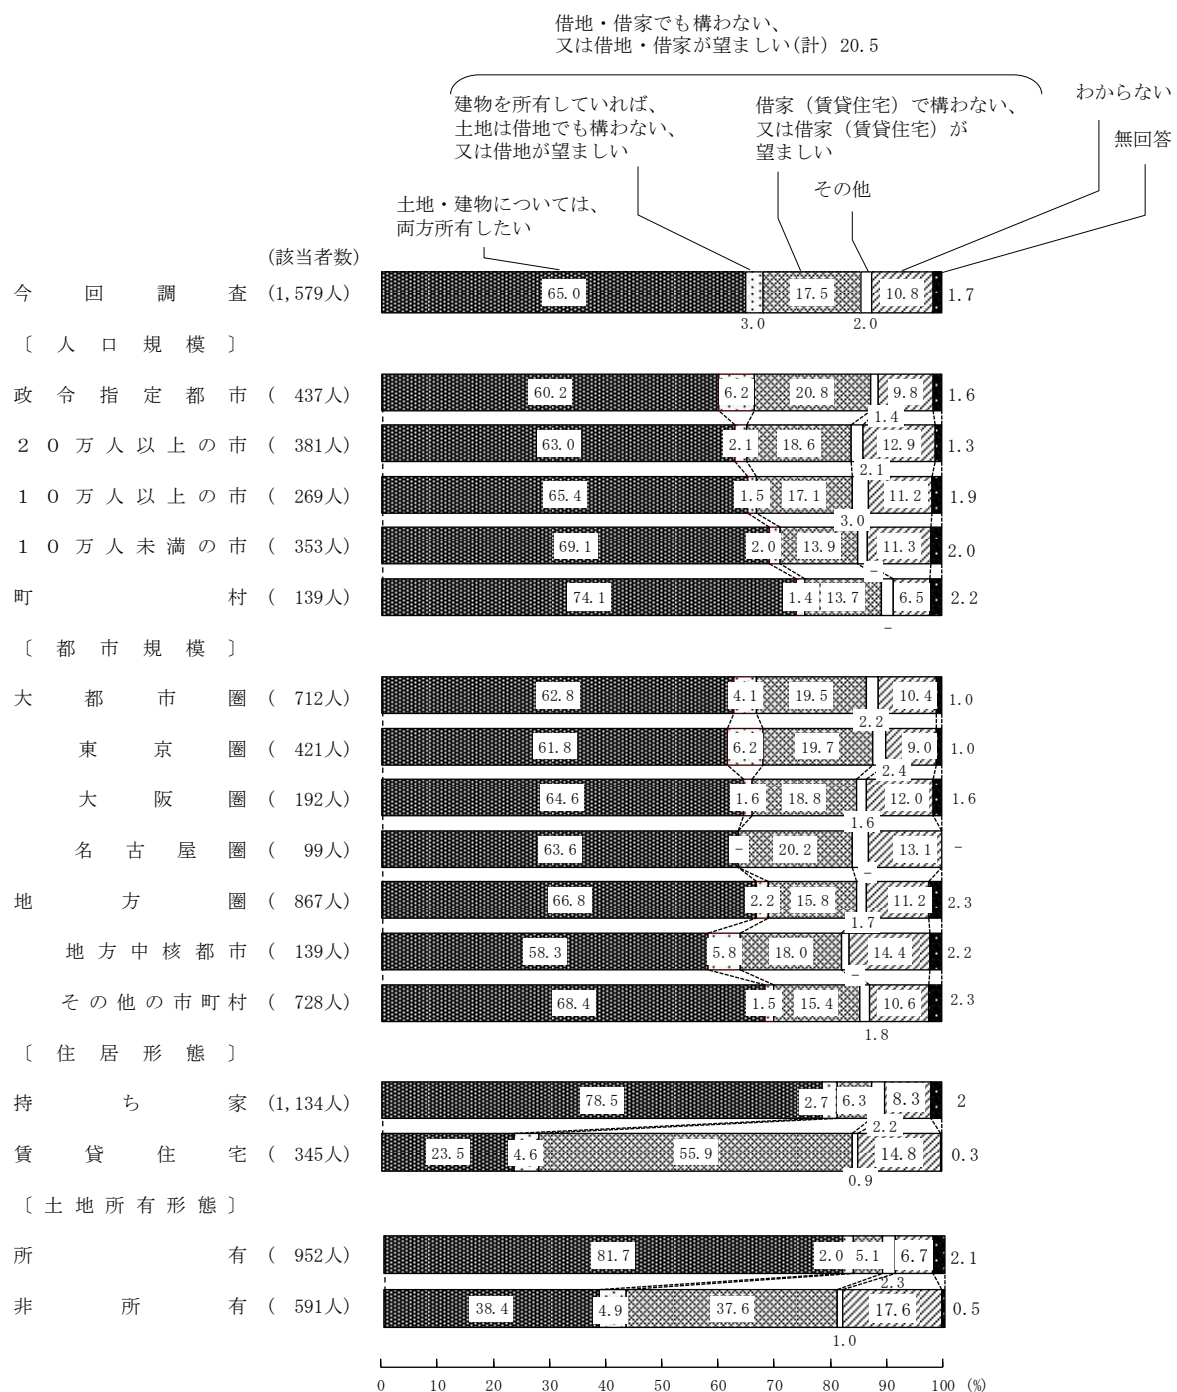 借地・借家でも構わない、
又は借地・借家が望ましい(計) 20.5
建物を所有していれば、
土地は借地でも構わない、
又は借地が望ましい
借家（賃貸住宅）で構わない、
又は借家（賃貸住宅）が
望ましい
わからない
無回答
その他
土地・建物については、
両方所有したい
(該当者数)
今回調査 (1,579人) 65.0 3.0 17.5 2.0 10.8 1.7
〔人口規模〕
政令指定都市 ( 437人) 60.2 6.2 20.8 1.4 9.8 1.6
２０万人以上の市 ( 381人) 63.0 2.1 18.6 2.1 12.9 1.3
１０万人以上の市 ( 269人) 65.4 1.5 17.1 3.0 11.2 1.9
１０万人未満の市 ( 353人) 69.1 2.0 13.9 － 11.3 2.0
町村 ( 139人) 74.1 1.4 13.7 － 6.5 2.2
〔都市規模〕
大都市圏 ( 712人) 62.8 4.1 19.5 2.2 10.4 1.0
東京圏 ( 421人) 61.8 6.2 19.7 2.4 9.0 1.0
大阪圏 ( 192人) 64.6 1.6 18.8 1.6 12.0 1.6
名古屋圏 ( 99人) 63.6 － 20.2 － 13.1 －
地方圏 ( 867人) 66.8 2.2 15.8 1.7 11.2 2.3
地方中核都市 ( 139人) 58.3 5.8 18.0 － 14.4 2.2
その他の市町村 ( 728人) 68.4 1.5 15.4 1.8 10.6 2.3
〔住居形態〕
持ち家 (1,134人) 78.5 2.7 6.3 2.2 8.3 2
賃貸住宅 ( 345人) 23.5 4.6 55.9 0.9 14.8 0.3
〔土地所有形態〕
所有 ( 952人) 81.7 2.0 5.1 2.3 6.7 2.1
非所有 ( 591人) 38.4 4.9 37.6 1.0 17.6 0.5
0 10 20 30 40 50 60 70 80 90 100 (%)